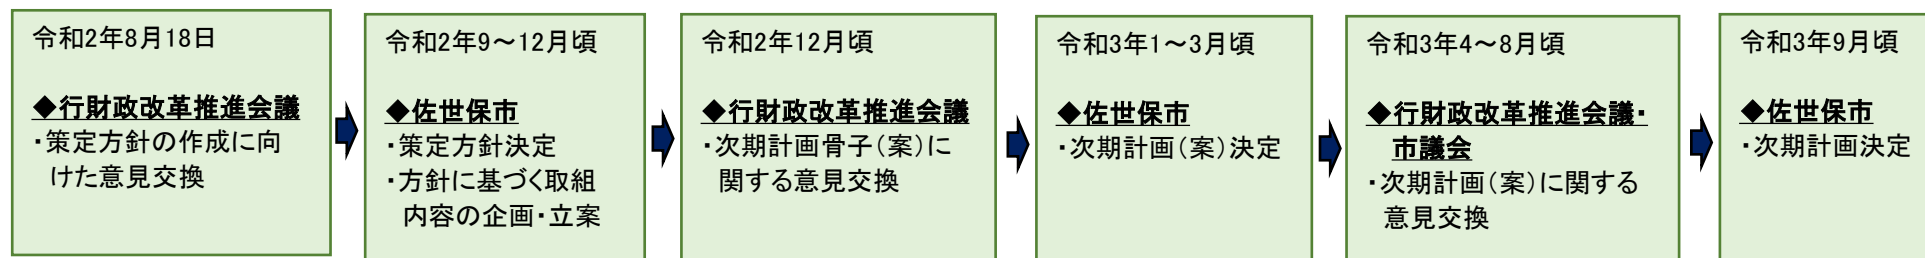 令和2年8月18日
◆行財政改革推進会議
・策定方針の作成に向
けた意見交換
令和2年9～12月頃
◆佐世保市
・策定方針決定
・方針に基づく取組
内容の企画・立案
令和2年12月頃
◆行財政改革推進会議
・次期計画骨子（案）に
関する意見交換
令和3年1～3月頃
◆佐世保市
・次期計画（案）決定
令和3年4～8月頃
◆行財政改革推進会議・
市議会
・次期計画（案）に関する
意見交換
令和3年9月頃
◆佐世保市
・次期計画決定